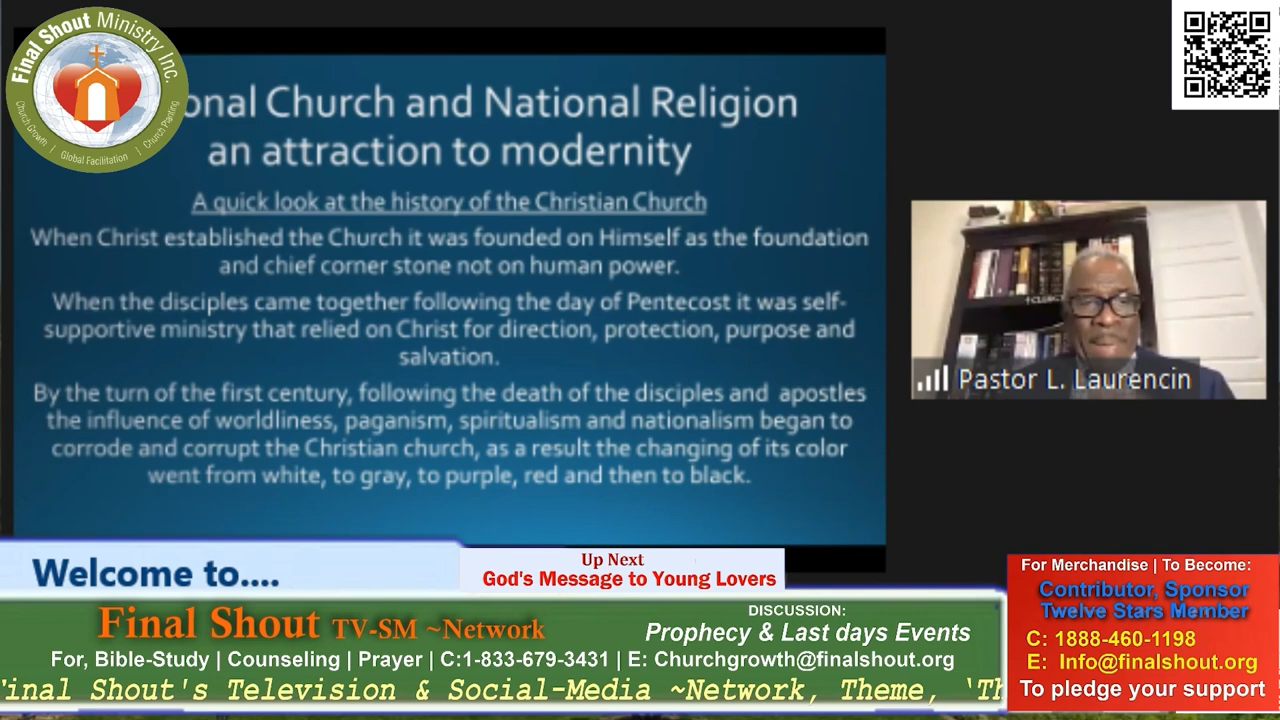 Final Shout Ministry Inc.
Church Growth | Global Facilitation | Church Planting
onal Church and National Religion
an attraction to modernity
A quick look at the history of the Christian Church
When Christ established the Church it was founded on Himself as the foundation
and chief corner stone not on human power.
When the disciples came together following the day of Pentecost it was self-
supportive ministry that relied on Christ for direction, protection, purpose and
salvation.
By the turn of the first century, following the death of the disciples and apostles
the influence of worldliness, paganism, spiritualism and nationalism began to
corrode and corrupt the Christian church, as a result the changing of its color
went from white, to gray, to purple, red and then to black.
Pastor L. Laurencin
Welcome to....
Up Next
God's Message to Young Lovers
Final Shout TV-SM ~Network
DISCUSSION:
Prophecy & Last days Events
For, Bible-Study | Counseling | Prayer | C:1-833-679-3431 | E: Churchgrowth@finalshout.org
inal Shout's Television & Social-Media ~Network, Theme, 'Th
For Merchandise | To Become:
Contributor, Sponsor
Twelve Stars Member
C: 1888-460-1198
E: Info@finalshout.org
To pledge your support